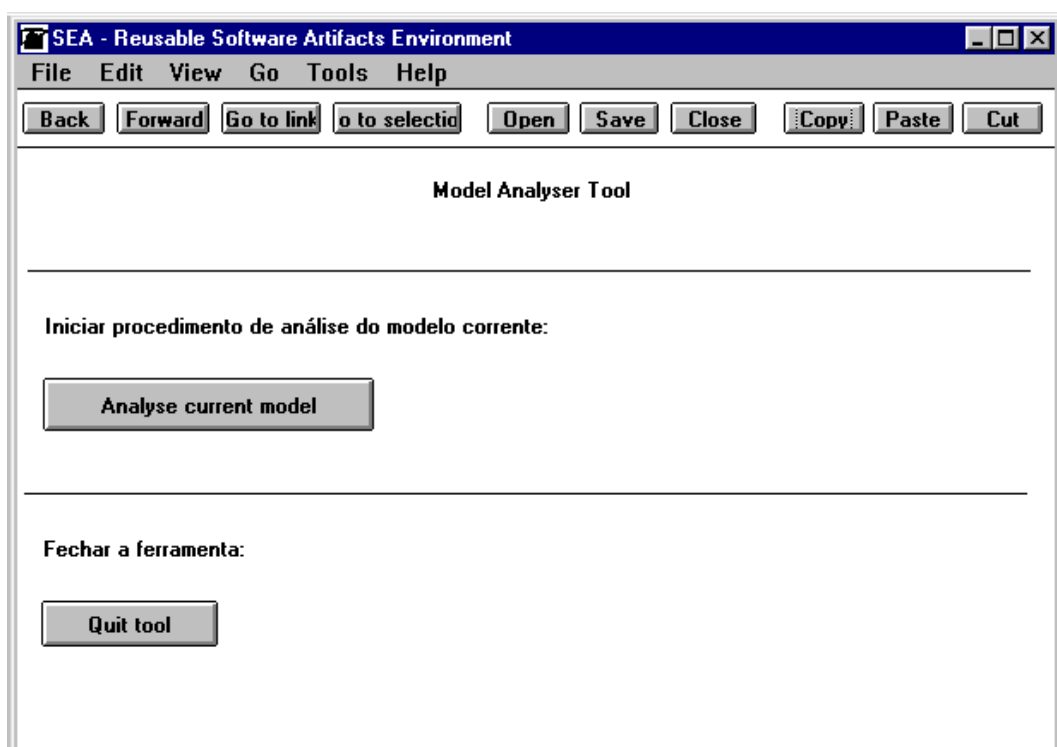 SEA - Reusable Software Artifacts Environment
File Edit View Go Tools Help
Back Forward Go to link o to selectio Open Save Close Copy Paste Cut
Model Analyser Tool
Iniciar procedimento de análise do modelo corrente:
Analyse current model
Fechar a ferramenta:
Quit tool